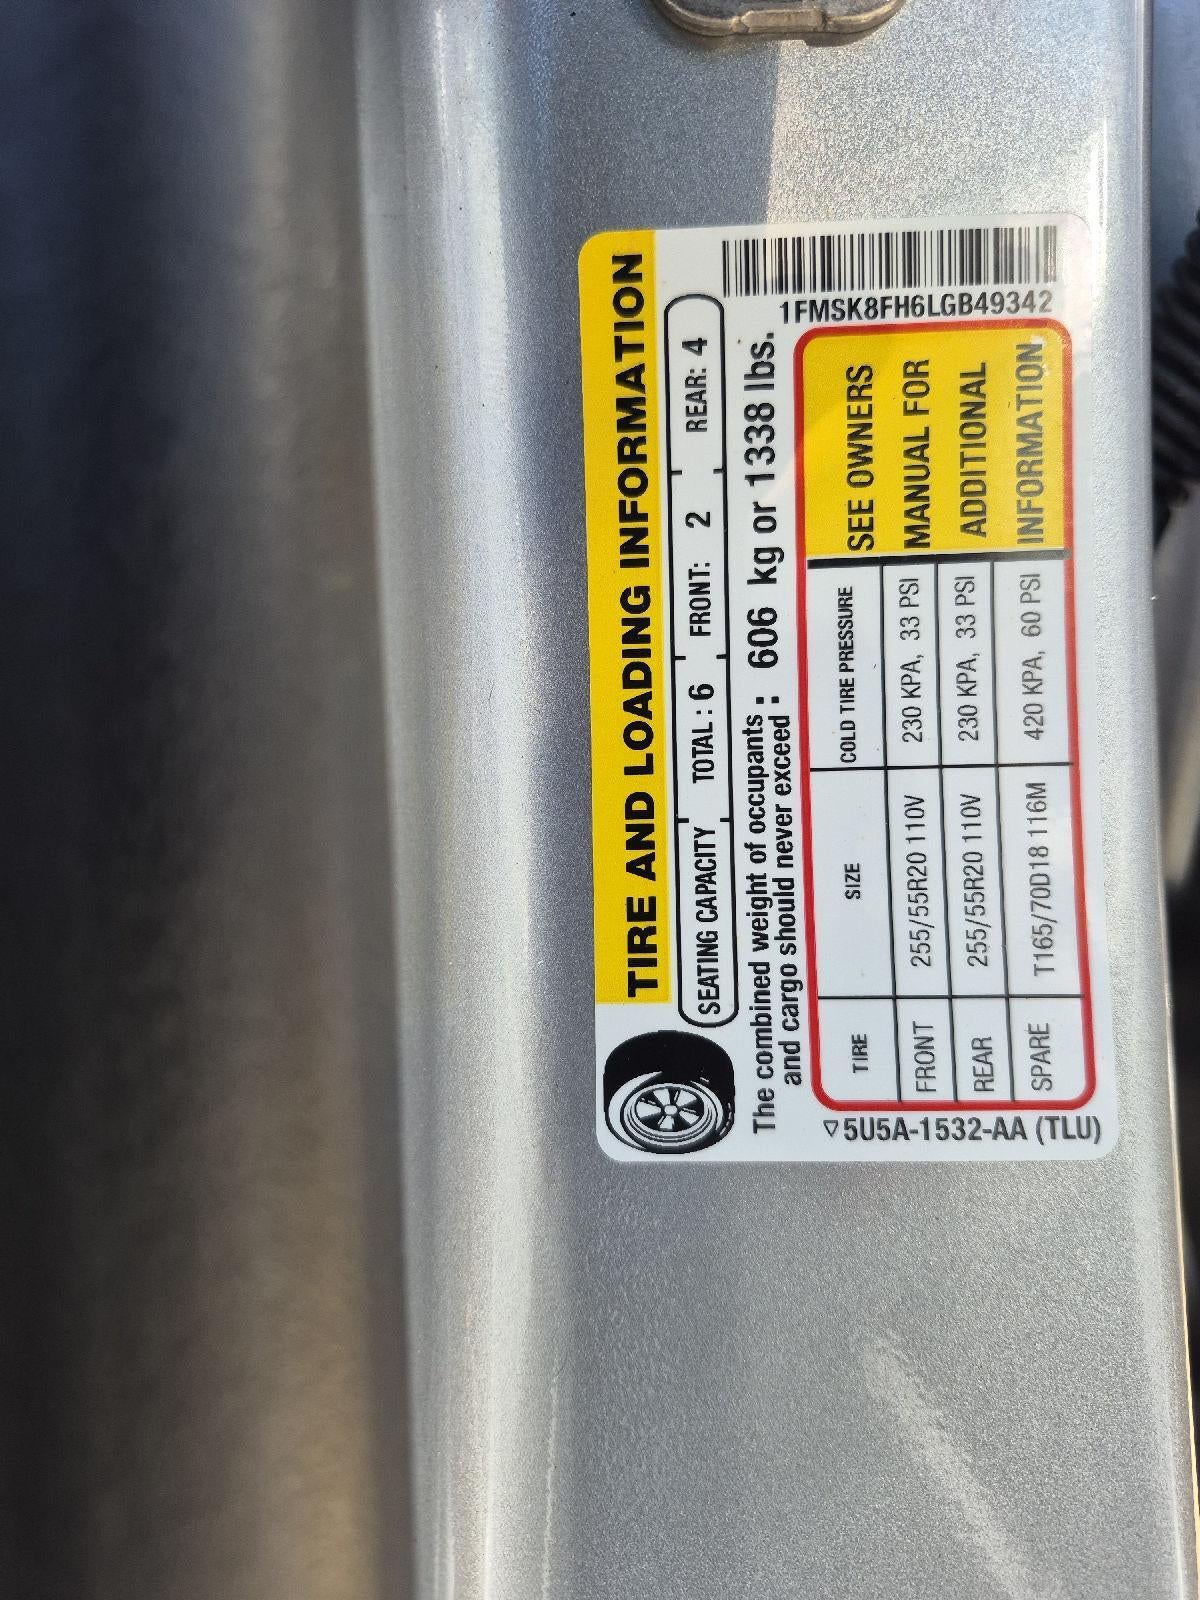 TIRE AND LOADING INFORMATION
SEATING CAPACITY TOTAL : 6 FRONT: 2 REAR: 4
The combined weight of occupants
and cargo should never exceed : 606 kg or 1338 lbs.
1FMSK8FH6LGB49342
TIRE SIZE COLD TIRE PRESSURE
FRONT 255/55R20 110V 230 KPA, 33 PSI
REAR 255/55R20 110V 230 KPA, 33 PSI
SPARE T165/70D18 116M 420 KPA, 60 PSI
SEE OWNERS
MANUAL FOR
ADDITIONAL
INFORMATION
▽5U5A-1532-AA (TLU)